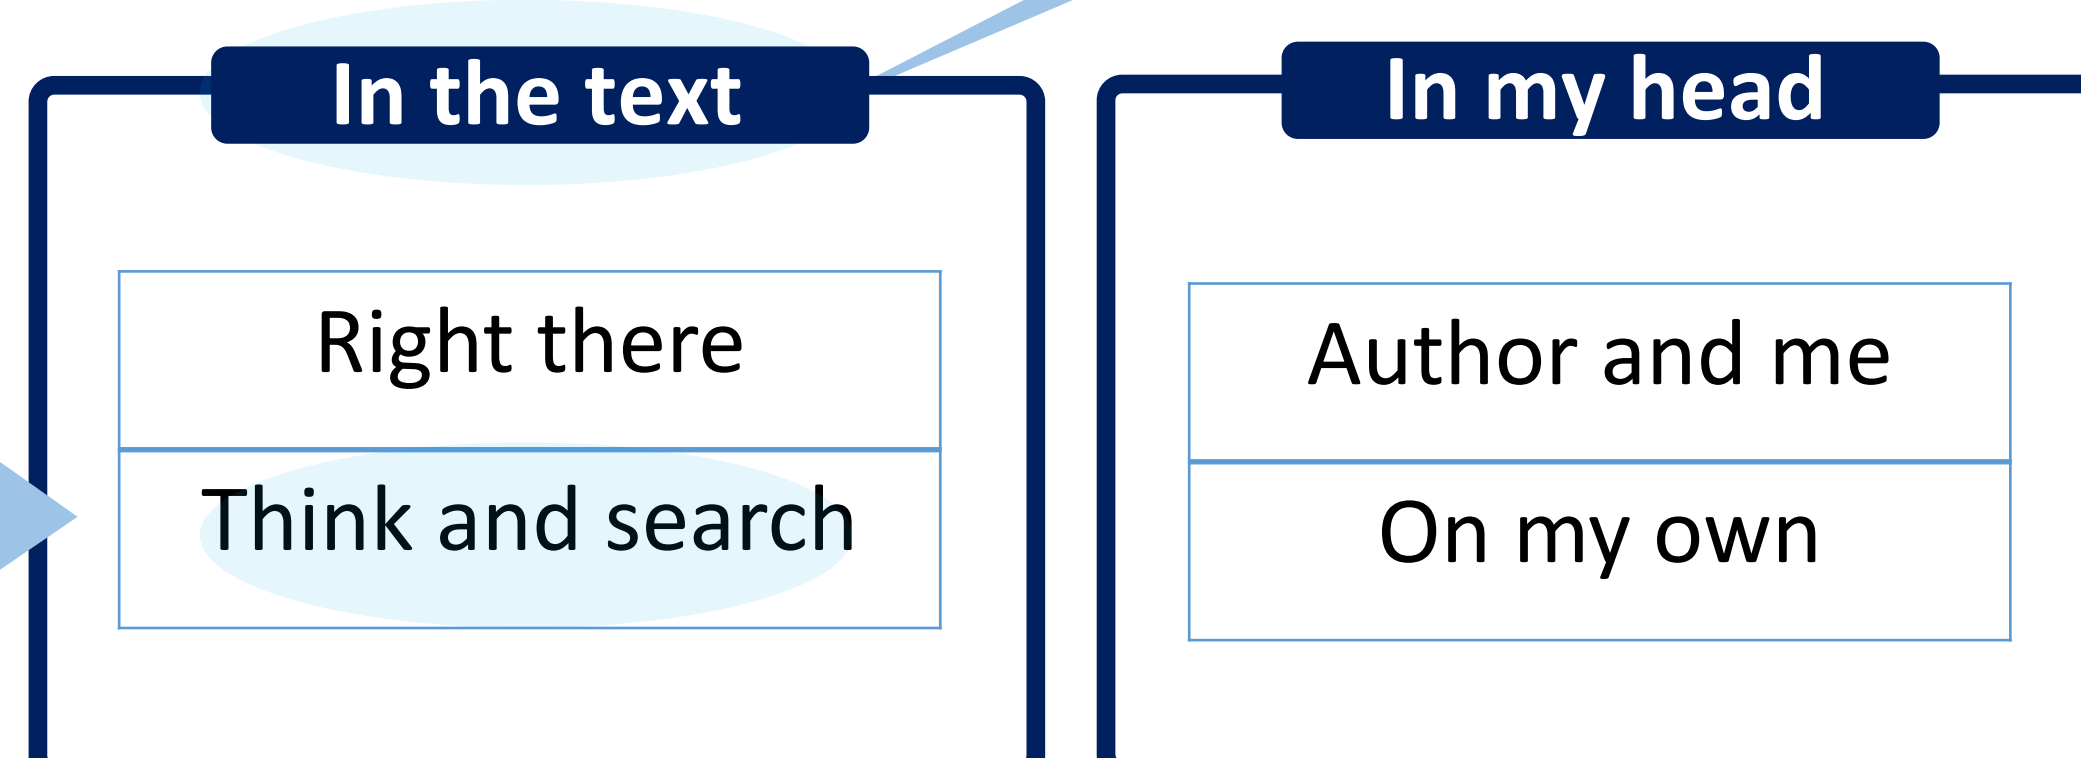 In the text
Right there
Think and search
In my head
Author and me
On my own